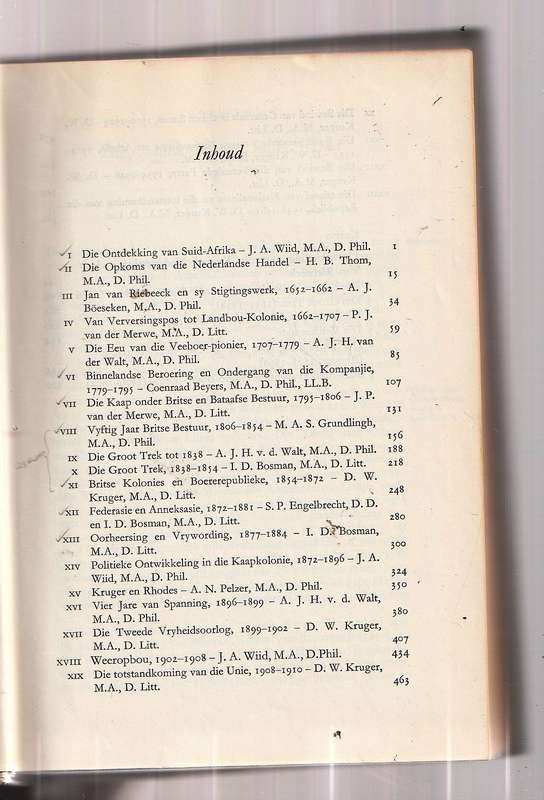 Inhoud
I Die Ontdekking van Suid-Afrika – J. A. Wiid, M.A., D. Phil. 1
II Die Opkoms van die Nederlandse Handel – H. B. Thom,
M.A., D. Phil. 15
III Jan van Riebeeck en sy Stigtingswerk, 1652–1662 – A. J.
Böeseken, M.A., D. Phil. 34
IV Van Verversingspos tot Landbou-Kolonie, 1662–1707 – P. J.
van der Merwe, M.A., D. Litt. 59
V Die Eeu van die Veeboer-pionier, 1707–1779 – A. J. H. van
der Walt, M.A., D. Phil. 85
VI Binnelandse Beroering en Ondergang van die Kompanjie,
1779–1795 – Coenraad Beyers, M.A., D. Phil., LL.B. 107
VII Die Kaap onder Britse en Bataafse Bestuur, 1795–1806 – J. P.
van der Merwe, M.A., D. Litt. 131
VIII Vyftig Jaar Britse Bestuur, 1806–1854 – M. A. S. Grundlingh,
M.A., D. Phil. 156
IX Die Groot Trek tot 1838 – A. J. H. v. d. Walt, M.A., D. Phil. 188
X Die Groot Trek, 1838–1854 – I. D. Bosman, M.A., D. Litt. 218
XI Britse Kolonies en Boererepublieke, 1854–1872 – D. W.
Kruger, M.A., D. Litt. 248
XII Federasie en Anneksasie, 1872–1881 – S. P. Engelbrecht, D. D.
en I. D. Bosman, M.A., D. Litt. 280
XIII Oorheersing en Vrywording, 1877–1884 – I. D. Bosman,
M.A., D. Litt. 300
XIV Politieke Ontwikkeling in die Kaapkolonie, 1872–1896 – J. A.
Wiid, M.A., D. Phil. 324
XV Kruger en Rhodes – A. N. Pelzer, M.A., D. Phil. 350
XVI Vier Jare van Spanning, 1896–1899 – A. J. H. v. d. Walt,
M.A., D. Phil. 380
XVII Die Tweede Vryheidsoorlog, 1899–1902 – D. W. Kruger,
M.A., D. Litt. 407
XVIII Weeropbou, 1902–1908 – J. A. Wiid, M.A., D.Phil. 434
XIX Die totstandkoming van die Unie, 1908–1910 – D. W. Kruger,
M.A., D. Litt. 463